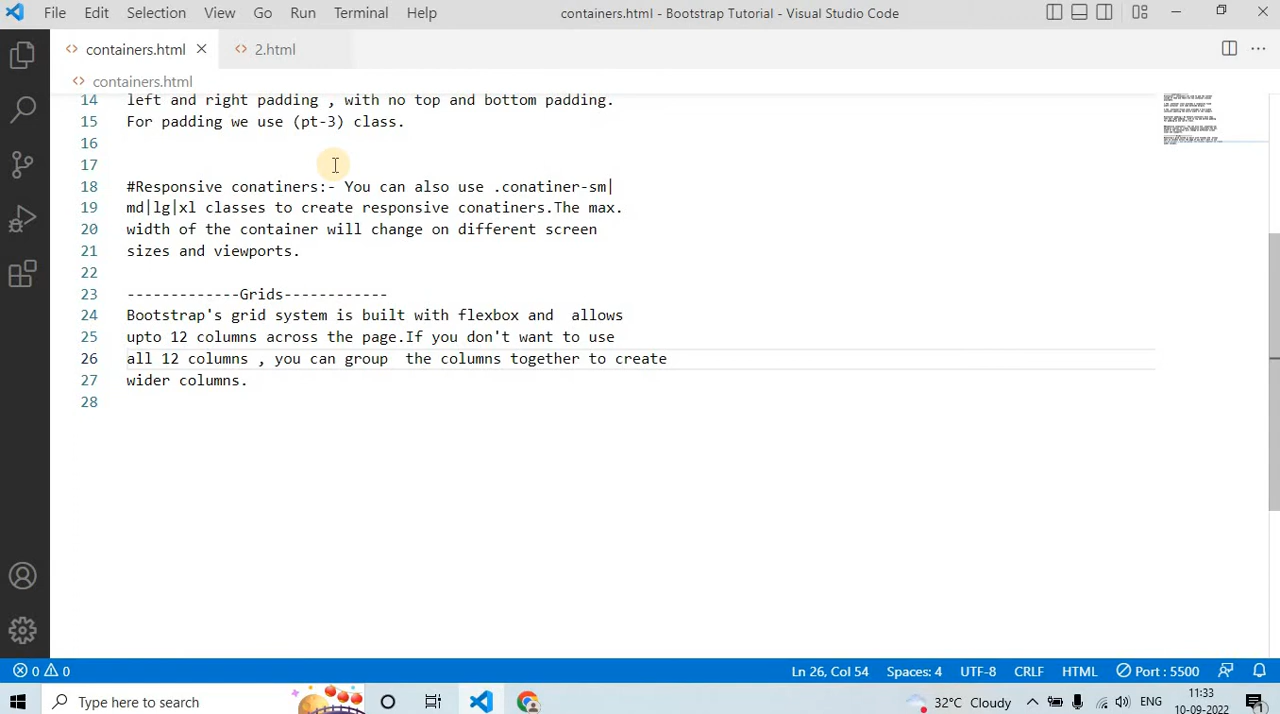 File Edit Selection View Go Run Terminal Help containers.html - Bootstrap Tutorial - Visual Studio Code
containers.html 2.html
containers.html
14 left and right padding , with no top and bottom padding.
15 For padding we use (pt-3) class.
16
17
18 #Responsive conatiners:- You can also use .conatiner-sm|
19 md|lg|xl classes to create responsive conatiners.The max.
20 width of the container will change on different screen
21 sizes and viewports.
22
23 -------------Grids------------
24 Bootstrap's grid system is built with flexbox and  allows
25 upto 12 columns across the page.If you don't want to use
26 all 12 columns , you can group  the columns together to create
27 wider columns.
28
0 0 Ln 26, Col 54 Spaces: 4 UTF-8 CRLF HTML Port : 5500
Type here to search 32°C Cloudy ENG 11:33
10-09-2022